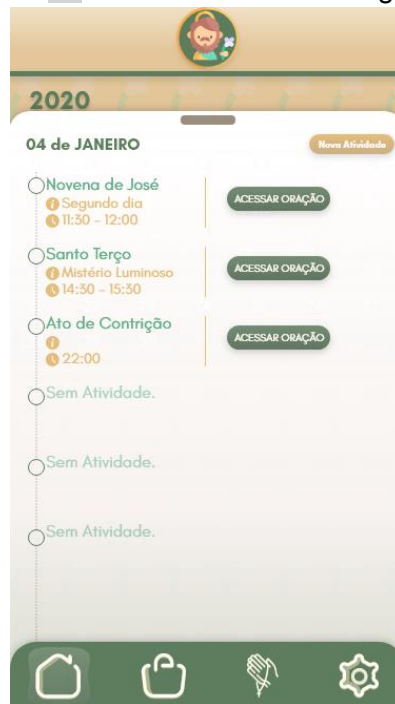 2020
04 de JANEIRO
Nova Atividade
Novena de José
Segundo dia
11:30 - 12:00
ACESSAR ORAÇÃO
Santo Terço
Mistério Luminoso
14:30 - 15:30
ACESSAR ORAÇÃO
Ato de Contrição
22:00
ACESSAR ORAÇÃO
Sem Atividade.
Sem Atividade.
Sem Atividade.